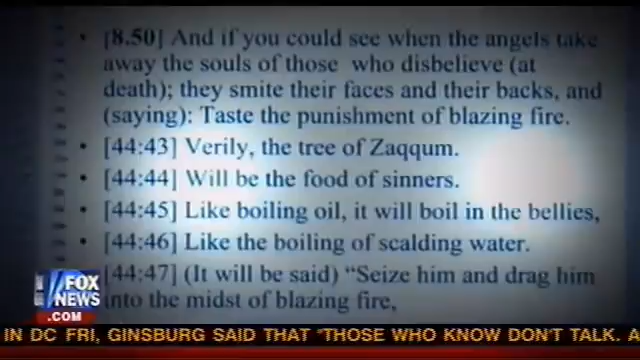 • [8.50] And if you could see when the angels take
away the souls of those who disbelieve (at
death); they smite their faces and their backs, and
(saying): Taste the punishment of blazing fire.
• [44:43] Verily, the tree of Zaqqum.
• [44:44] Will be the food of sinners.
• [44:45] Like boiling oil, it will boil in the bellies,
• [44:46] Like the boiling of scalding water.
[44:47] (It will be said) “Seize him and drag him
into the midst of blazing fire,
FOX
NEWS
.COM
IN DC FRI, GINSBURG SAID THAT "THOSE WHO KNOW DON'T TALK. A